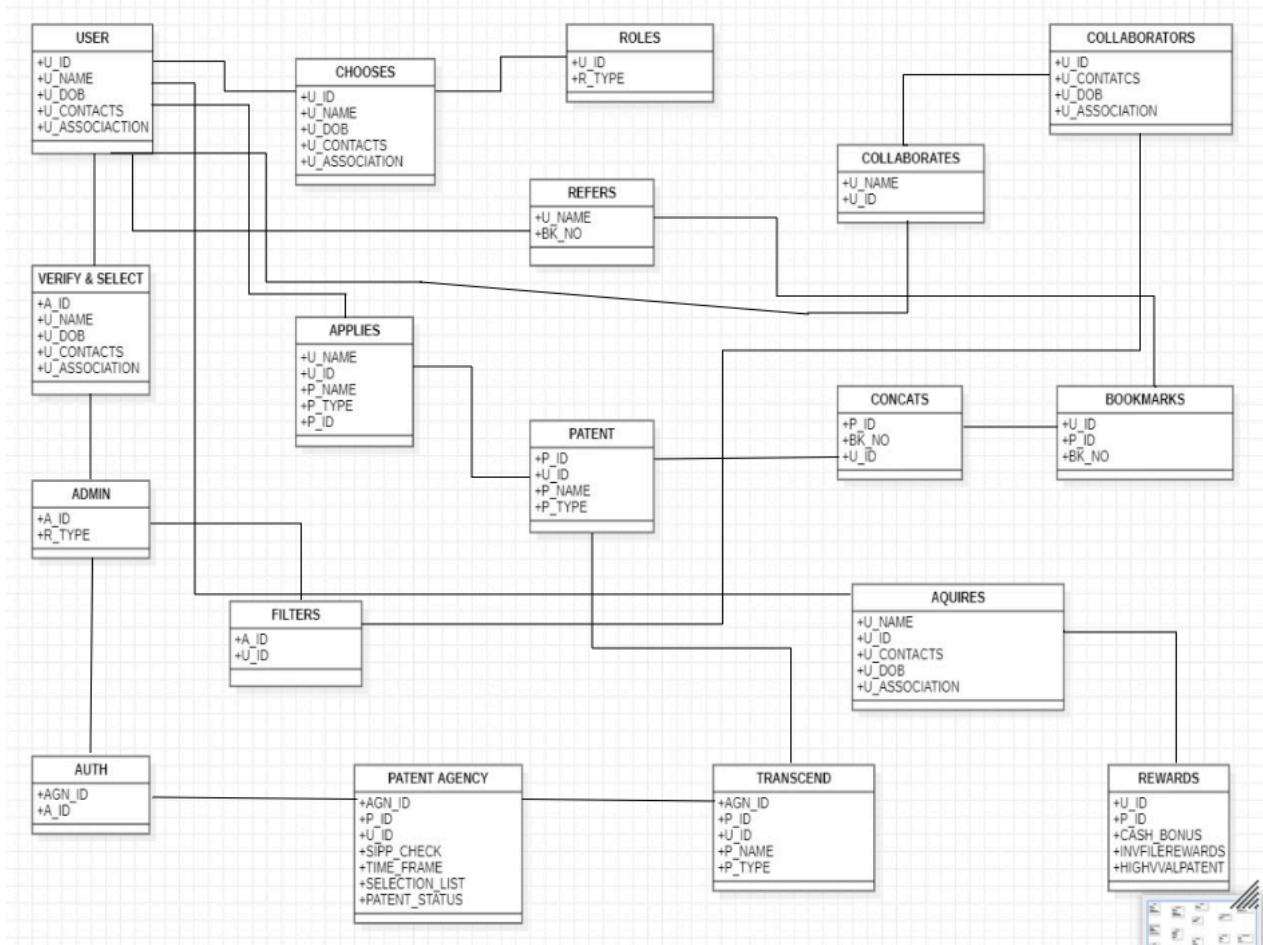 USER
+U_ID
+U_NAME
+U_DOB
+U_CONTACTS
+U_ASSOCIACTION
CHOOSES
+U_ID
+U_NAME
+U_DOB
+U_CONTACTS
+U_ASSOCIATION
ROLES
+U_ID
+R_TYPE
COLLABORATORS
+U_ID
+U_CONTATCS
+U_DOB
+U_ASSOCIATION
COLLABORATES
+U_NAME
+U_ID
REFERS
+U_NAME
+BK_NO
VERIFY & SELECT
+A_ID
+U_NAME
+U_DOB
+U_CONTACTS
+U_ASSOCIATION
APPLIES
+U_NAME
+U_ID
+P_NAME
+P_TYPE
+P_ID
PATENT
+P_ID
+U_ID
+P_NAME
+P_TYPE
CONCATS
+P_ID
+BK_NO
+U_ID
BOOKMARKS
+U_ID
+P_ID
+BK_NO
ADMIN
+A_ID
+R_TYPE
FILTERS
+A_ID
+U_ID
AQUIRES
+U_NAME
+U_ID
+U_CONTACTS
+U_DOB
+U_ASSOCIATION
AUTH
+AGN_ID
+A_ID
PATENT AGENCY
+AGN_ID
+P_ID
+U_ID
+SIPP_CHECK
+TIME_FRAME
+SELECTION_LIST
+PATENT_STATUS
TRANSCEND
+AGN_ID
+P_ID
+U_ID
+P_NAME
+P_TYPE
REWARDS
+U_ID
+P_ID
+CASH_BONUS
+INVFILEREWARDS
+HIGHVVALPATENT